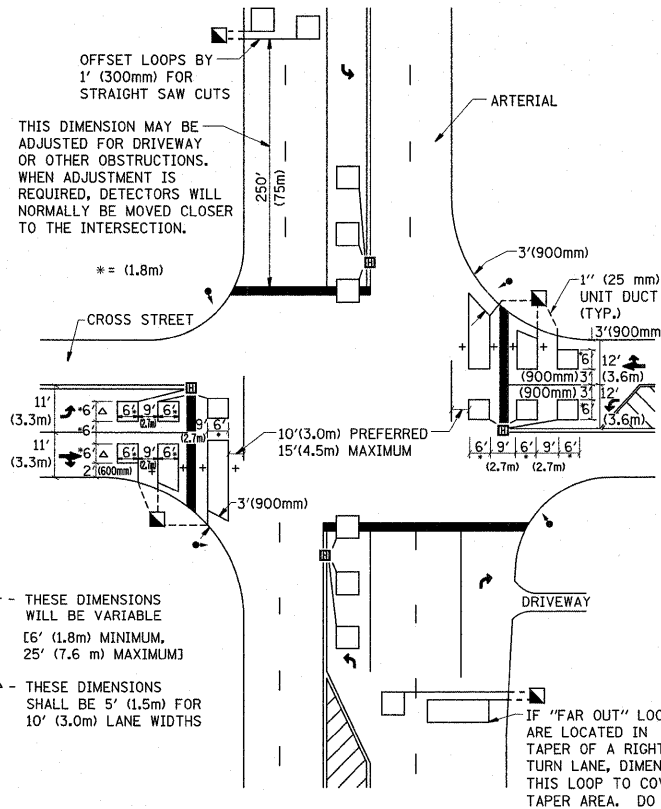 OFFSET LOOPS BY
1' (300mm) FOR
STRAIGHT SAW CUTS
ARTERIAL
THIS DIMENSION MAY BE
ADJUSTED FOR DRIVEWAY
OR OTHER OBSTRUCTIONS.
WHEN ADJUSTMENT IS
REQUIRED, DETECTORS WILL
NORMALLY BE MOVED CLOSER
TO THE INTERSECTION.
250'
(75m)
* = (1.8m)
H
3'(900mm)
1" (25 mm)
UNIT DUCT
(TYP.)
CROSS STREET
3'(900mm
*6'
12'
(3.6m)
(900mm) 3'
(900mm) 3'
*6'
12'
(3.6m)
H
6' 9' 6' 9' 6'
* * *
(2.7m) (2.7m)
H
11'
(3.3m)
*6' △ 6' 9' 6'
(2.7m)
*6'
9' 6'
(2.7m) *
11'
(3.3m)
*6' △ 6' 9' 6'
(2.7m)
2' (600mm)
10'(3.0m) PREFERRED
15'(4.5m) MAXIMUM
3'(900mm)
H
- THESE DIMENSIONS
WILL BE VARIABLE
[6' (1.8m) MINIMUM,
25' (7.6 m) MAXIMUM]
DRIVEWAY
- THESE DIMENSIONS
SHALL BE 5' (1.5m) FOR
10' (3.0m) LANE WIDTHS
IF "FAR OUT" LOO
ARE LOCATED IN
TAPER OF A RIGHT
TURN LANE, DIMEN
THIS LOOP TO COV
TAPER AREA. DO